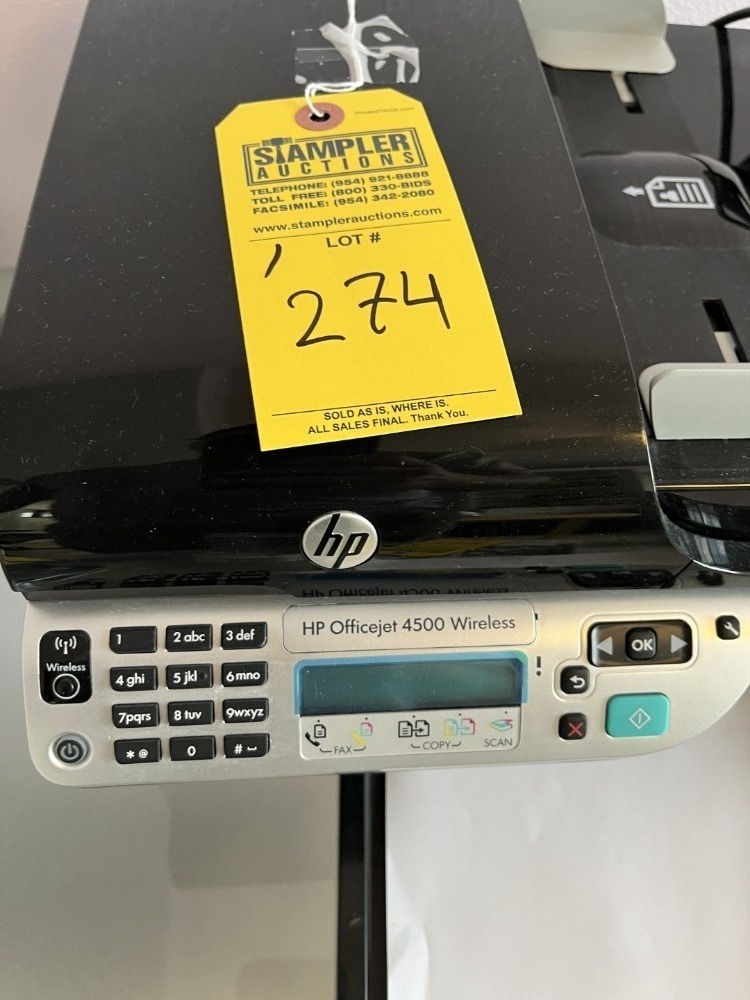 STAMPLER
AUCTIONS
TELEPHONE: (954) 921-8888
TOLL FREE: (800) 330-BIDS
FACSIMILE: (954) 342-2080
www.stamplerauctions.com
LOT #
274
SOLD AS IS, WHERE IS.
ALL SALES FINAL. Thank You.
hp
HP Officejet 4500 Wireless
Wireless
1 2 abc 3 def
4 ghi 5 jkl 6 mno
7pqrs 8 tuv 9wxyz
* @ 0 #
OK
FAX COPY SCAN